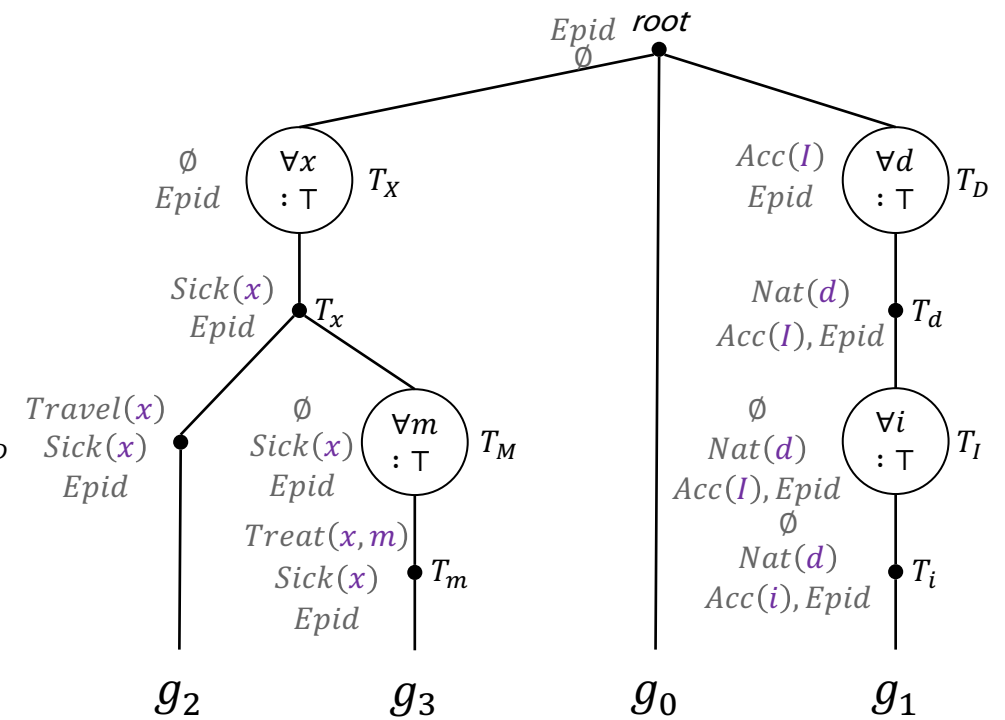 Epid root
∅
∀x
: ⊤
∅
Epid
T_X
Acc(I)
Epid
∀d
: ⊤
T_D
Sick(x)
Epid
T_x
Nat(d)
Acc(I), Epid
T_d
Travel(x)
Sick(x)
Epid
∅
Sick(x)
Epid
∀m
: ⊤
T_M
∅
Nat(d)
Acc(I), Epid
∀i
: ⊤
T_I
Treat(x, m)
Sick(x)
Epid
T_m
∅
Nat(d)
Acc(i), Epid
T_i
g_2 g_3 g_0 g_1